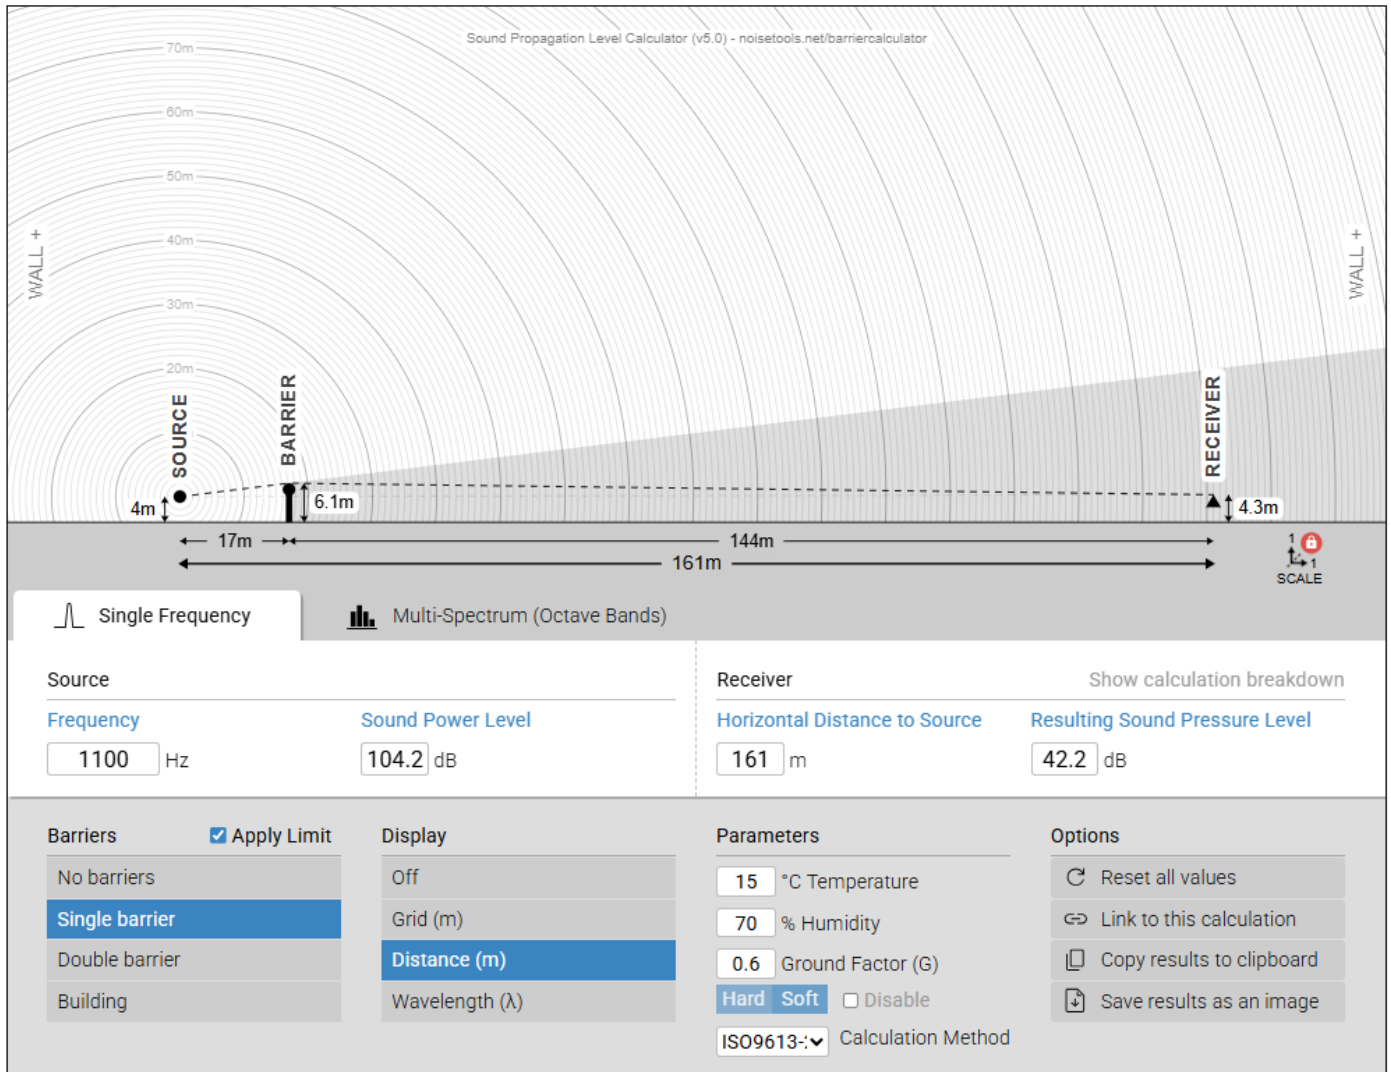 Sound Propagation Level Calculator (v5.0) - noisetools.net/barriercalculator
70m
60m
50m
40m
30m
20m
WALL +
WALL +
SOURCE
BARRIER
RECEIVER
4m
6.1m
4.3m
17m
144m
161m
1
1
SCALE
Single Frequency
Multi-Spectrum (Octave Bands)
Source
Frequency
Sound Power Level
1100 Hz
104.2 dB
Receiver
Show calculation breakdown
Horizontal Distance to Source
Resulting Sound Pressure Level
161 m
42.2 dB
Barriers
Apply Limit
No barriers
Single barrier
Double barrier
Building
Display
Off
Grid (m)
Distance (m)
Wavelength (λ)
Parameters
15 °C Temperature
70 % Humidity
0.6 Ground Factor (G)
Hard Soft Disable
Calculation Method
Options
Reset all values
Link to this calculation
Copy results to clipboard
Save results as an image